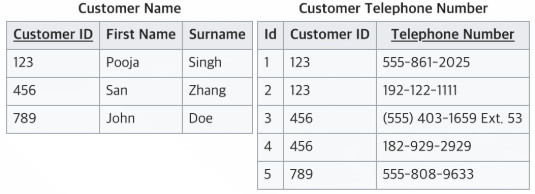 Customer Name
Customer ID First Name Surname
123 Pooja Singh
456 San Zhang
789 John Doe
Customer Telephone Number
Id Customer ID Telephone Number
1 123 555-861-2025
2 123 192-122-1111
3 456 (555) 403-1659 Ext. 53
4 456 182-929-2929
5 789 555-808-9633